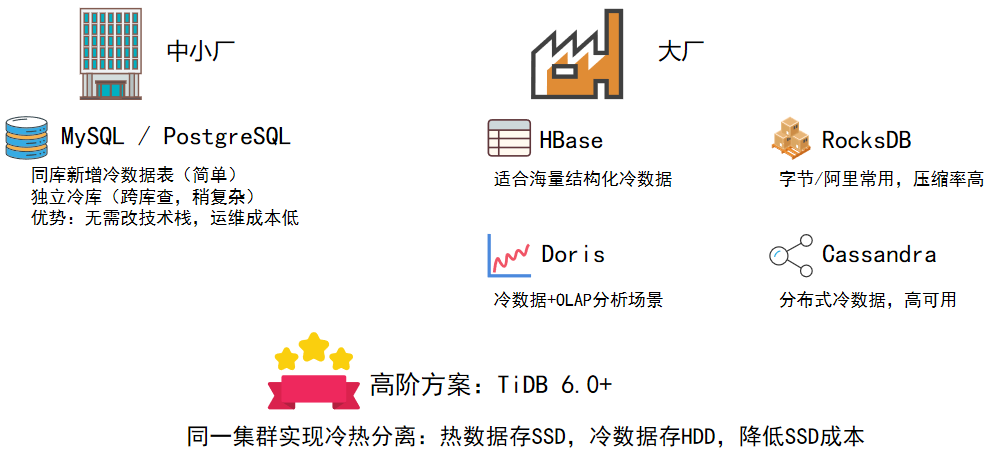 中小厂
MySQL / PostgreSQL
同库新增冷数据表（简单）
独立冷库（跨库查，稍复杂）
优势：无需改技术栈，运维成本低
大厂
HBase
适合海量结构化冷数据
RocksDB
字节/阿里常用，压缩率高
Doris
冷数据+OLAP分析场景
Cassandra
分布式冷数据，高可用
高阶方案：TiDB 6.0+
同一集群实现冷热分离：热数据存SSD，冷数据存HDD，降低SSD成本